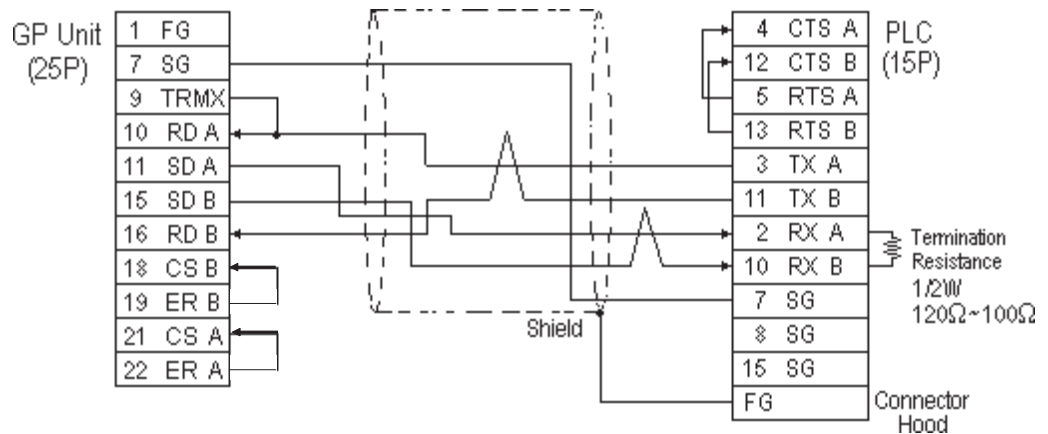 GP Unit
(25P)
1 FG
7 SG
9 TRMX
10 RD A
11 SD A
15 SD B
16 RD B
18 CS B
19 ER B
21 CS A
22 ER A
Shield
4 CTS A
12 CTS B
5 RTS A
13 RTS B
3 TX A
11 TX B
2 RX A
10 RX B
7 SG
8 SG
15 SG
FG
PLC
(15P)
Termination
Resistance
1/2W
120Ω~100Ω
Connector
Hood